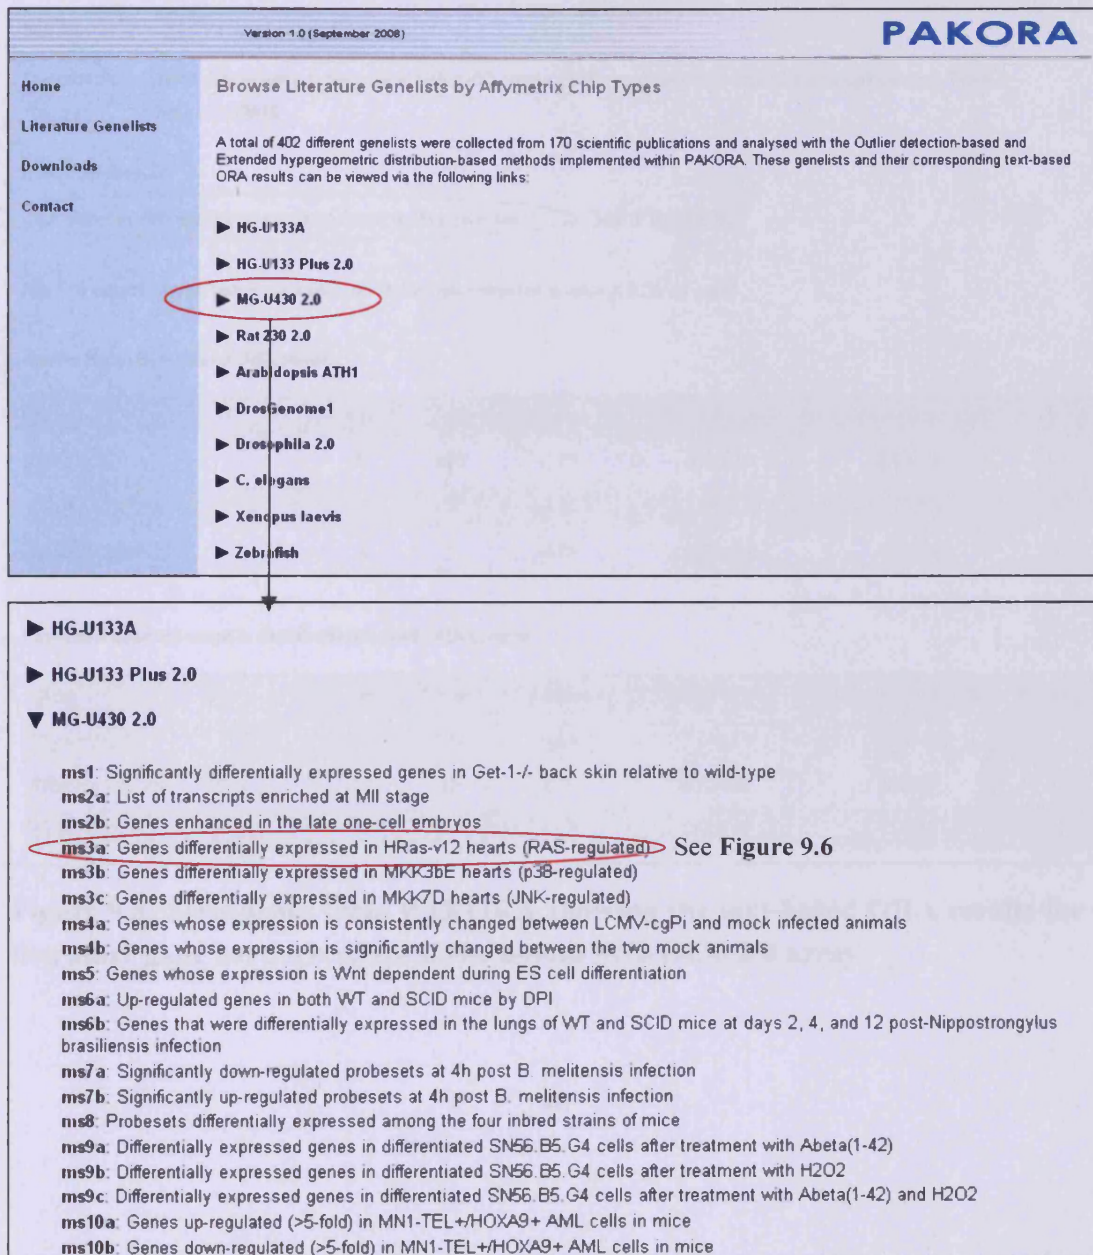 Version 1.0 (September 2008)
PAKORA
Home
Literature Genelists
Downloads
Contact
Browse Literature Genelists by Affymetrix Chip Types
A total of 402 different genelists were collected from 170 scientific publications and analysed with the Outlier detection-based and
Extended hypergeometric distribution-based methods implemented within PAKORA. These genelists and their corresponding text-based
ORA results can be viewed via the following links:
▶ HG-U133A
▶ HG-U133 Plus 2.0
▶ MG-U430 2.0
▶ Rat 230 2.0
▶ Arabidopsis ATH1
▶ DrosGenome1
▶ Drosophila 2.0
▶ C. elegans
▶ Xenopus laevis
▶ Zebrafish
▶ HG-U133A
▶ HG-U133 Plus 2.0
▼ MG-U430 2.0
ms1: Significantly differentially expressed genes in Get-1-/- back skin relative to wild-type
ms2a: List of transcripts enriched at MII stage
ms2b: Genes enhanced in the late one-cell embryos
ms3a: Genes differentially expressed in HRas-v12 hearts (RAS-regulated) See Figure 9.6
ms3b: Genes differentially expressed in MKK3bE hearts (p38-regulated)
ms3c: Genes differentially expressed in MKK7D hearts (JNK-regulated)
ms4a: Genes whose expression is consistently changed between LCMV-cgPi and mock infected animals
ms4b: Genes whose expression is significantly changed between the two mock animals
ms5: Genes whose expression is Wnt dependent during ES cell differentiation
ms6a: Up-regulated genes in both WT and SCID mice by DPI
ms6b: Genes that were differentially expressed in the lungs of WT and SCID mice at days 2, 4, and 12 post-Nippostrongylus
brasiliensis infection
ms7a: Significantly down-regulated probesets at 4h post B. melitensis infection
ms7b: Significantly up-regulated probesets at 4h post B. melitensis infection
ms8: Probesets differentially expressed among the four inbred strains of mice
ms9a: Differentially expressed genes in differentiated SN56.B5.G4 cells after treatment with Abeta(1-42)
ms9b: Differentially expressed genes in differentiated SN56.B5.G4 cells after treatment with H2O2
ms9c: Differentially expressed genes in differentiated SN56.B5.G4 cells after treatment with Abeta(1-42) and H2O2
ms10a: Genes up-regulated (>5-fold) in MN1-TEL+/HOXA9+ AML cells in mice
ms10b: Genes down-regulated (>5-fold) in MN1-TEL+/HOXA9+ AML cells in mice